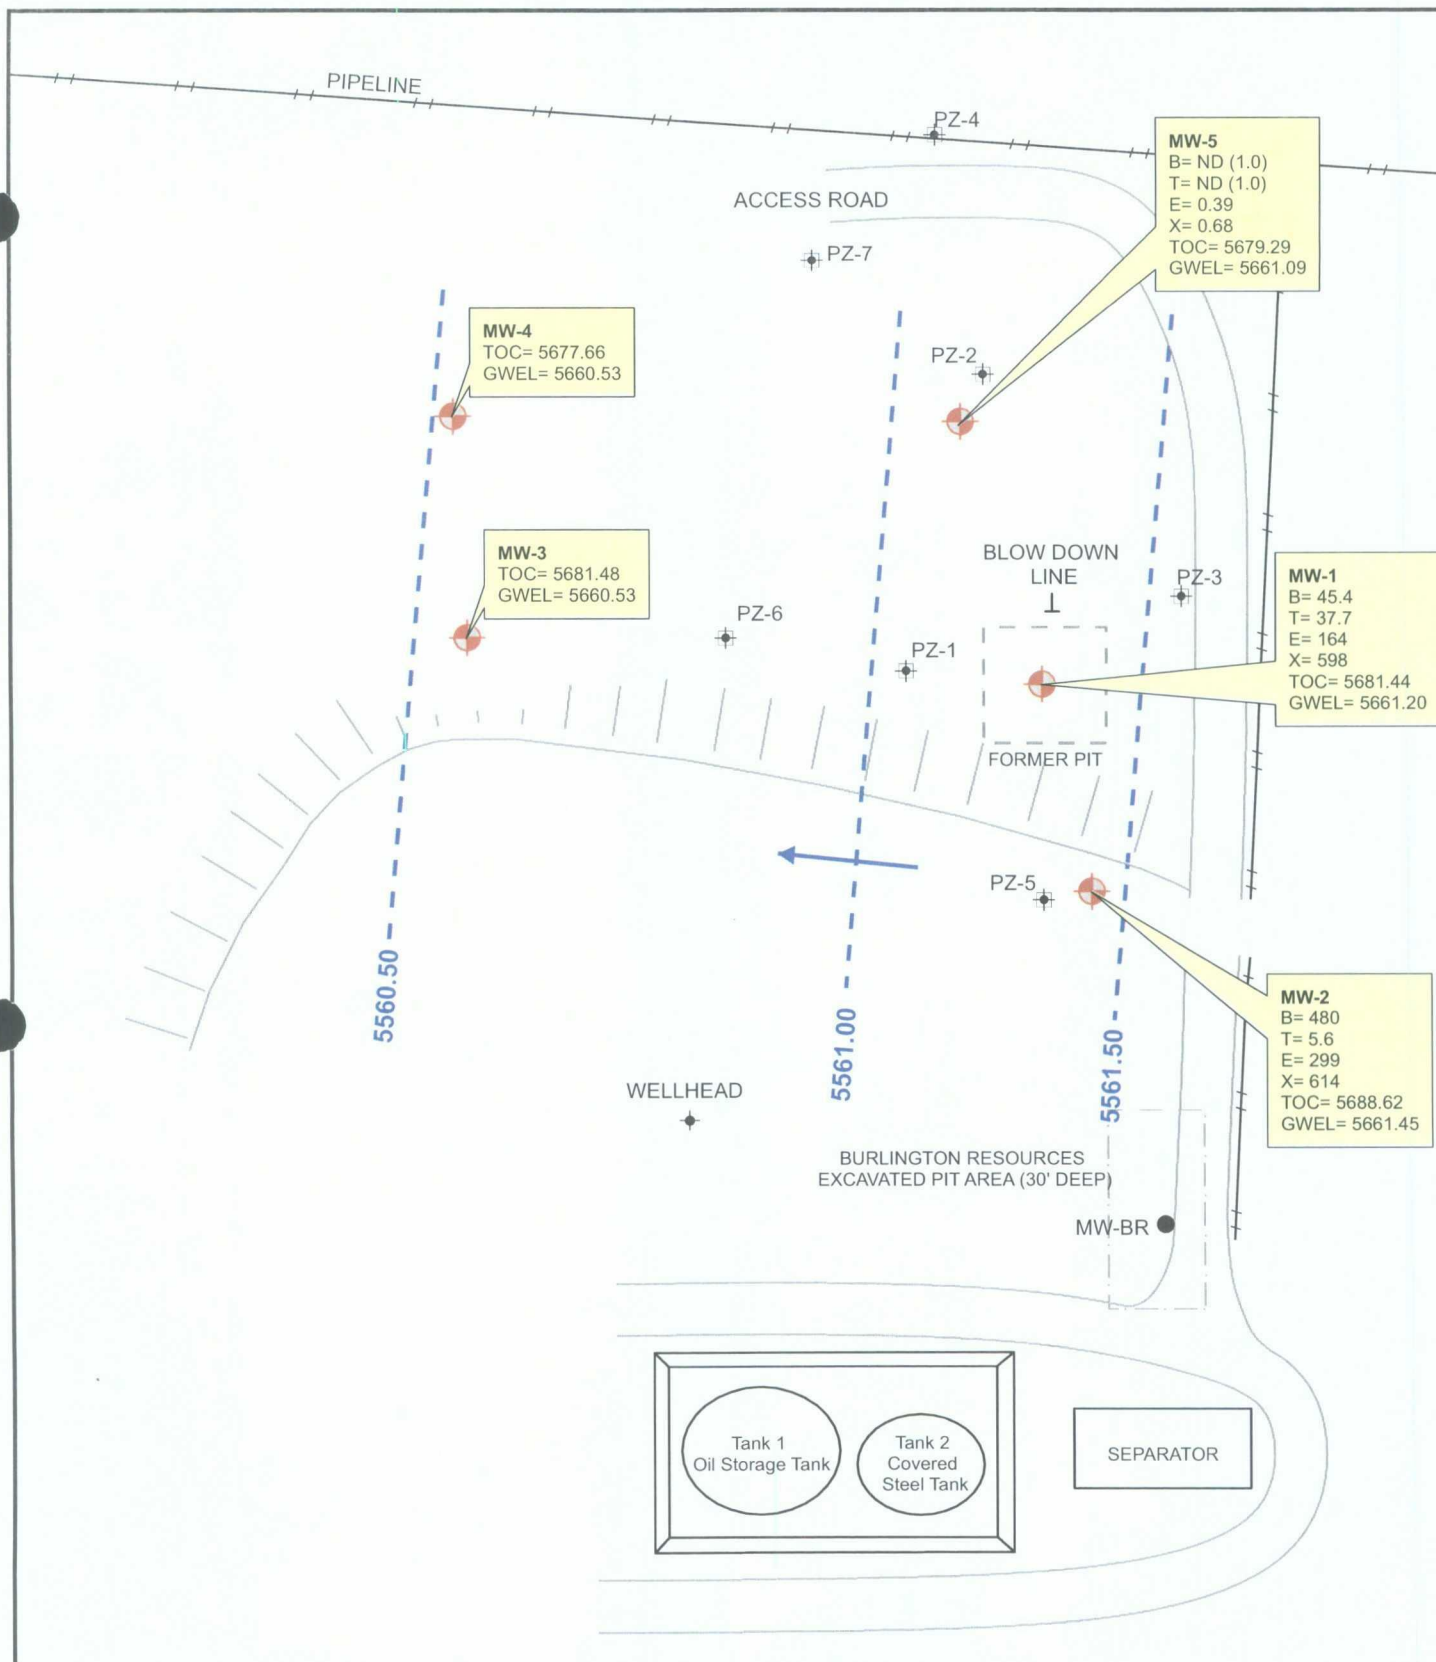 PIPELINE
PZ-4
MW-5
B= ND (1.0)
T= ND (1.0)
E= 0.39
X= 0.68
TOC= 5679.29
GWEL= 5661.09
ACCESS ROAD
PZ-7
MW-4
TOC= 5677.66
GWEL= 5660.53
PZ-2
MW-3
TOC= 5681.48
GWEL= 5660.53
BLOW DOWN
LINE
PZ-3
MW-1
B= 45.4
T= 37.7
E= 164
X= 598
TOC= 5681.44
GWEL= 5661.20
PZ-6
PZ-1
FORMER PIT
PZ-5
5560.50
5561.00
5561.50
MW-2
B= 480
T= 5.6
E= 299
X= 614
TOC= 5688.62
GWEL= 5661.45
WELLHEAD
BURLINGTON RESOURCES
EXCAVATED PIT AREA (30' DEEP)
MW-BR
Tank 1
Oil Storage Tank
Tank 2
Covered
Steel Tank
SEPARATOR